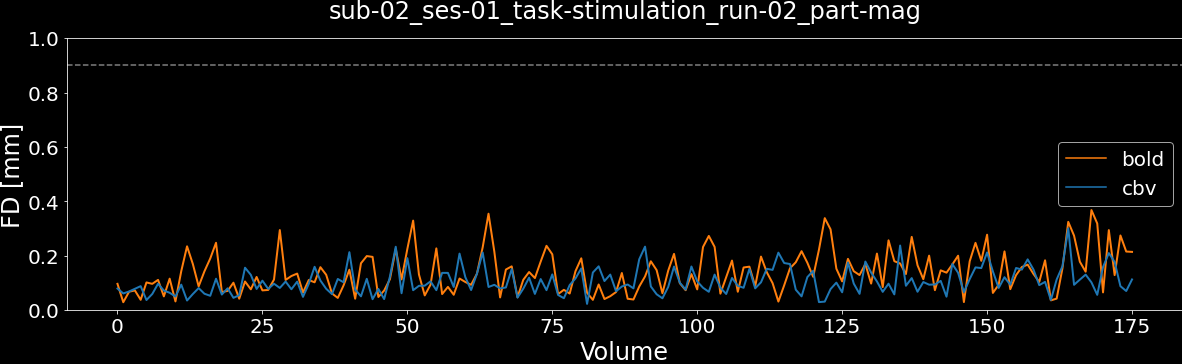 sub-02_ses-01_task-stimulation_run-02_part-mag
1.0
0.8
0.6
0.4
0.2
0.0
FD [mm]
bold
cbv
0 25 50 75 100 125 150 175
Volume